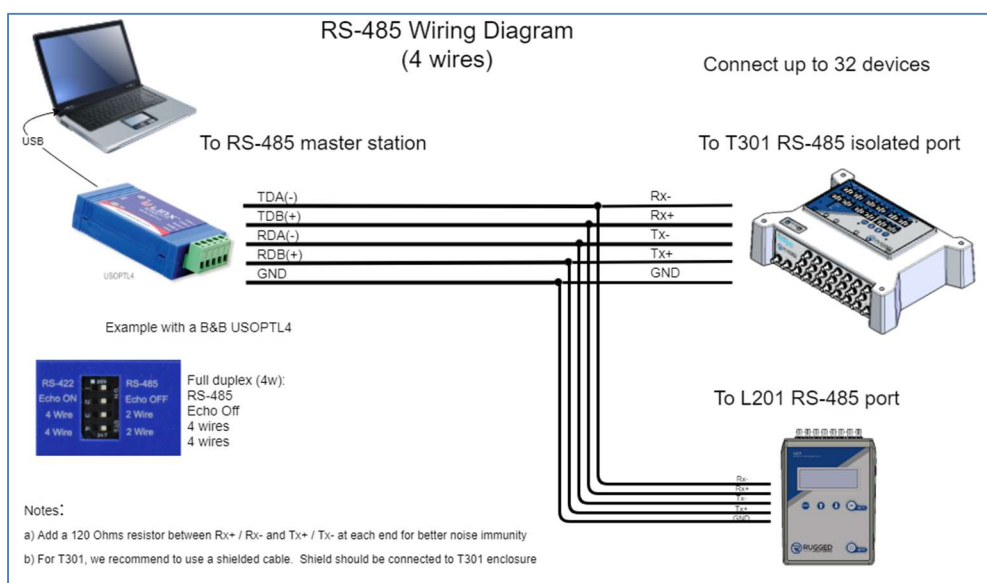 RS-485 Wiring Diagram
(4 wires)
Connect up to 32 devices
USB
To RS-485 master station
To T301 RS-485 isolated port
TDA(-)
Rx-
TDB(+)
Rx+
RDA(-)
Tx-
RDB(+)
Tx+
GND
GND
USOPTL4
Example with a B&B USOPTL4
RS-422
RS-485
Echo ON
Echo OFF
4 Wire
2 Wire
4 Wire
2 Wire
Full duplex (4w):
RS-485
Echo Off
4 wires
4 wires
To L201 RS-485 port
Rx-
Rx+
Tx-
Tx+
GND
RUGGED
Notes:
a) Add a 120 Ohms resistor between Rx+ / Rx- and Tx+ / Tx- at each end for better noise immunity
b) For T301, we recommend to use a shielded cable. Shield should be connected to T301 enclosure